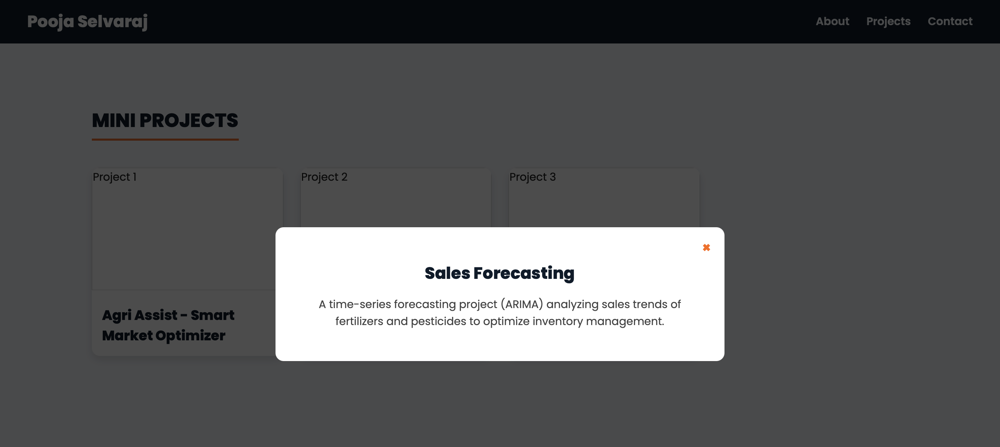 Pooja Selvaraj
About Projects Contact
MINI PROJECTS
Project 1
Project 2
Project 3
Sales Forecasting
A time-series forecasting project (ARIMA) analyzing sales trends of
fertilizers and pesticides to optimize inventory management.
Agri Assist – Smart
Market Optimizer